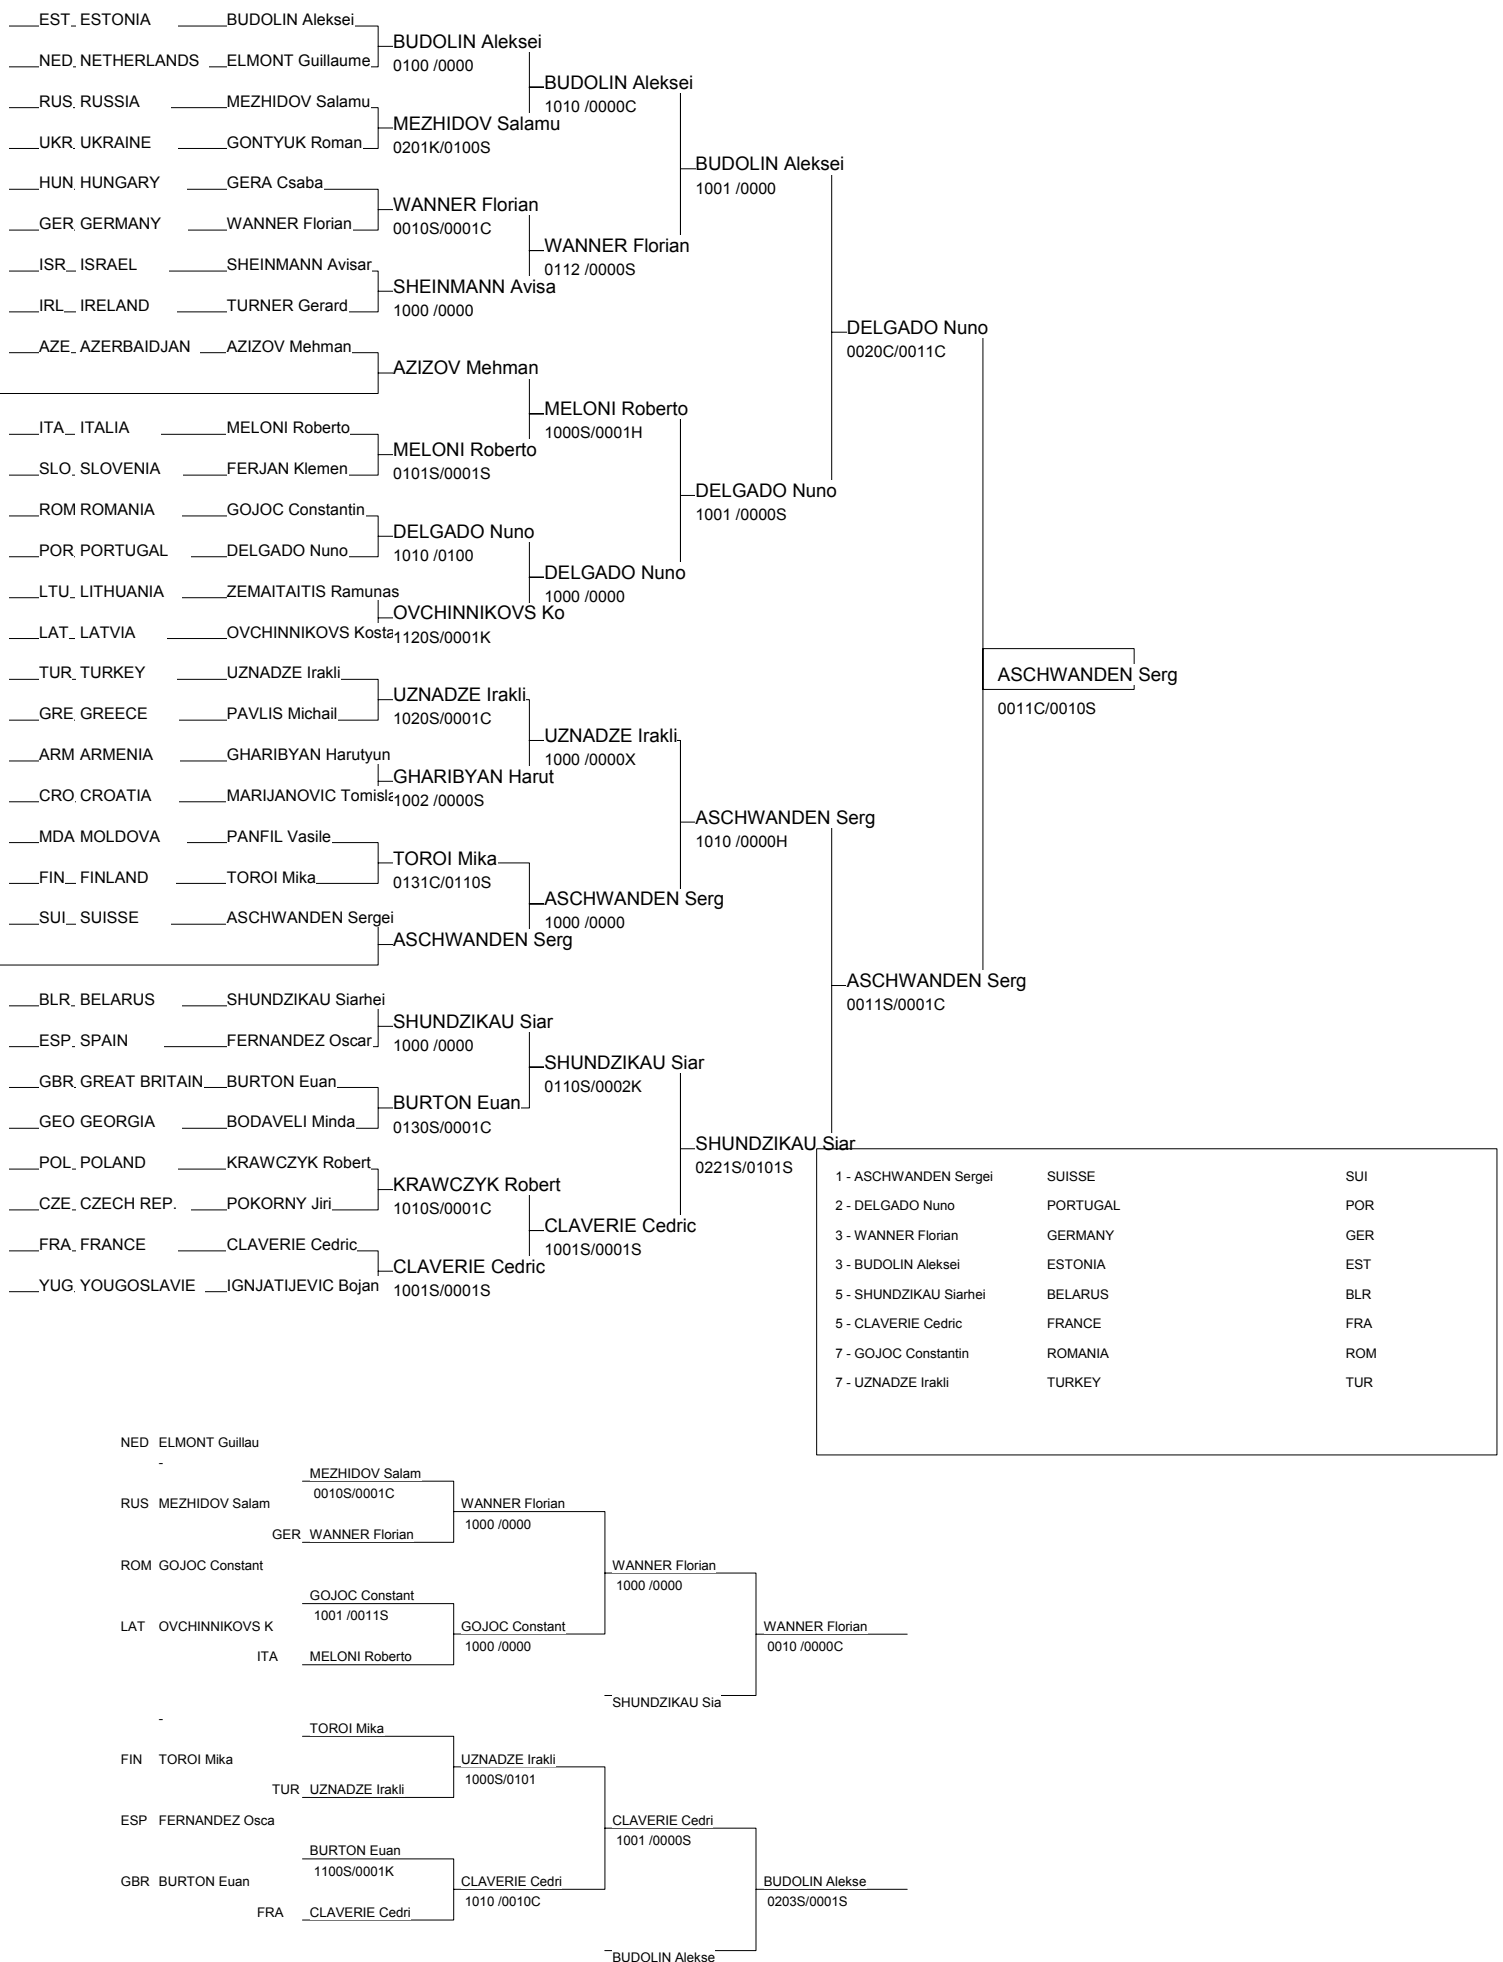 EST ESTONIA BUDOLIN Aleksei
BUDOLIN Aleksei
NED NETHERLANDS ELMONT Guillaume
0100 /0000
BUDOLIN Aleksei
1010 /0000C
RUS RUSSIA MEZHIDOV Salamu
MEZHIDOV Salamu
UKR UKRAINE GONTYUK Roman
0201K/0100S
BUDOLIN Aleksei
1001 /0000
HUN HUNGARY GERA Csaba
WANNER Florian
GER GERMANY WANNER Florian
0010S/0001C
WANNER Florian
0112 /0000S
ISR ISRAEL SHEINMANN Avisar
SHEINMANN Avisa
IRL IRELAND TURNER Gerard
1000 /0000
DELGADO Nuno
0020C/0011C
AZE AZERBAIDJAN AZIZOV Mehman
AZIZOV Mehman
MELONI Roberto
1000S/0001H
ITA ITALIA MELONI Roberto
MELONI Roberto
SLO SLOVENIA FERJAN Klemen
0101S/0001S
DELGADO Nuno
1001 /0000S
ROM ROMANIA GOJOC Constantin
DELGADO Nuno
POR PORTUGAL DELGADO Nuno
1010 /0100
DELGADO Nuno
1000 /0000
LTU LITHUANIA ZEMAITAITIS Ramunas
OVCHINNIKOVS Ko
LAT LATVIA OVCHINNIKOVS Kosta
1120S/0001K
ASCHWANDEN Serg
0011C/0010S
TUR TURKEY UZNADZE Irakli
UZNADZE Irakli
GRE GREECE PAVLIS Michail
1020S/0001C
UZNADZE Irakli
1000 /0000X
ARM ARMENIA GHARIBYAN Harutyun
GHARIBYAN Harut
CRO CROATIA MARIJANOVIC Tomisla
1002 /0000S
ASCHWANDEN Serg
1010 /0000H
MDA MOLDOVA PANFIL Vasile
TOROI Mika
FIN FINLAND TOROI Mika
0131C/0110S
ASCHWANDEN Serg
1000 /0000
SUI SUISSE ASCHWANDEN Sergei
ASCHWANDEN Serg
ASCHWANDEN Serg
0011S/0001C
BLR BELARUS SHUNDZIKAU Siarhei
SHUNDZIKAU Siar
ESP SPAIN FERNANDEZ Oscar
1000 /0000
SHUNDZIKAU Siar
0110S/0002K
GBR GREAT BRITAIN BURTON Euan
BURTON Euan
GEO GEORGIA BODAVELI Minda
0130S/0001C
SHUNDZIKAU Siar
0221S/0101S
POL POLAND KRAWCZYK Robert
KRAWCZYK Robert
CZE CZECH REP. POKORNY Jiri
1010S/0001C
CLAVERIE Cedric
1001S/0001S
FRA FRANCE CLAVERIE Cedric
CLAVERIE Cedric
YUG YOUGOSLAVIE IGNJATIJEVIC Bojan
1001S/0001S
1 - ASCHWANDEN Sergei SUISSE SUI
2 - DELGADO Nuno PORTUGAL POR
3 - WANNER Florian GERMANY GER
3 - BUDOLIN Aleksei ESTONIA EST
5 - SHUNDZIKAU Siarhei BELARUS BLR
5 - CLAVERIE Cedric FRANCE FRA
7 - GOJOC Constantin ROMANIA ROM
7 - UZNADZE Irakli TURKEY TUR
NED ELMONT Guillau
-
MEZHIDOV Salam
0010S/0001C
RUS MEZHIDOV Salam
WANNER Florian
1000 /0000
GER WANNER Florian
ROM GOJOC Constant
WANNER Florian
1000 /0000
GOJOC Constant
1001 /0011S
LAT OVCHINNIKOVS K
GOJOC Constant
1000 /0000
WANNER Florian
0010 /0000C
ITA MELONI Roberto
SHUNDZIKAU Sia
-
TOROI Mika
FIN TOROI Mika
UZNADZE Irakli
1000S/0101
TUR UZNADZE Irakli
ESP FERNANDEZ Osca
CLAVERIE Cedri
1001 /0000S
BURTON Euan
1100S/0001K
GBR BURTON Euan
CLAVERIE Cedri
1010 /0010C
BUDOLIN Alekse
0203S/0001S
FRA CLAVERIE Cedri
BUDOLIN Alekse